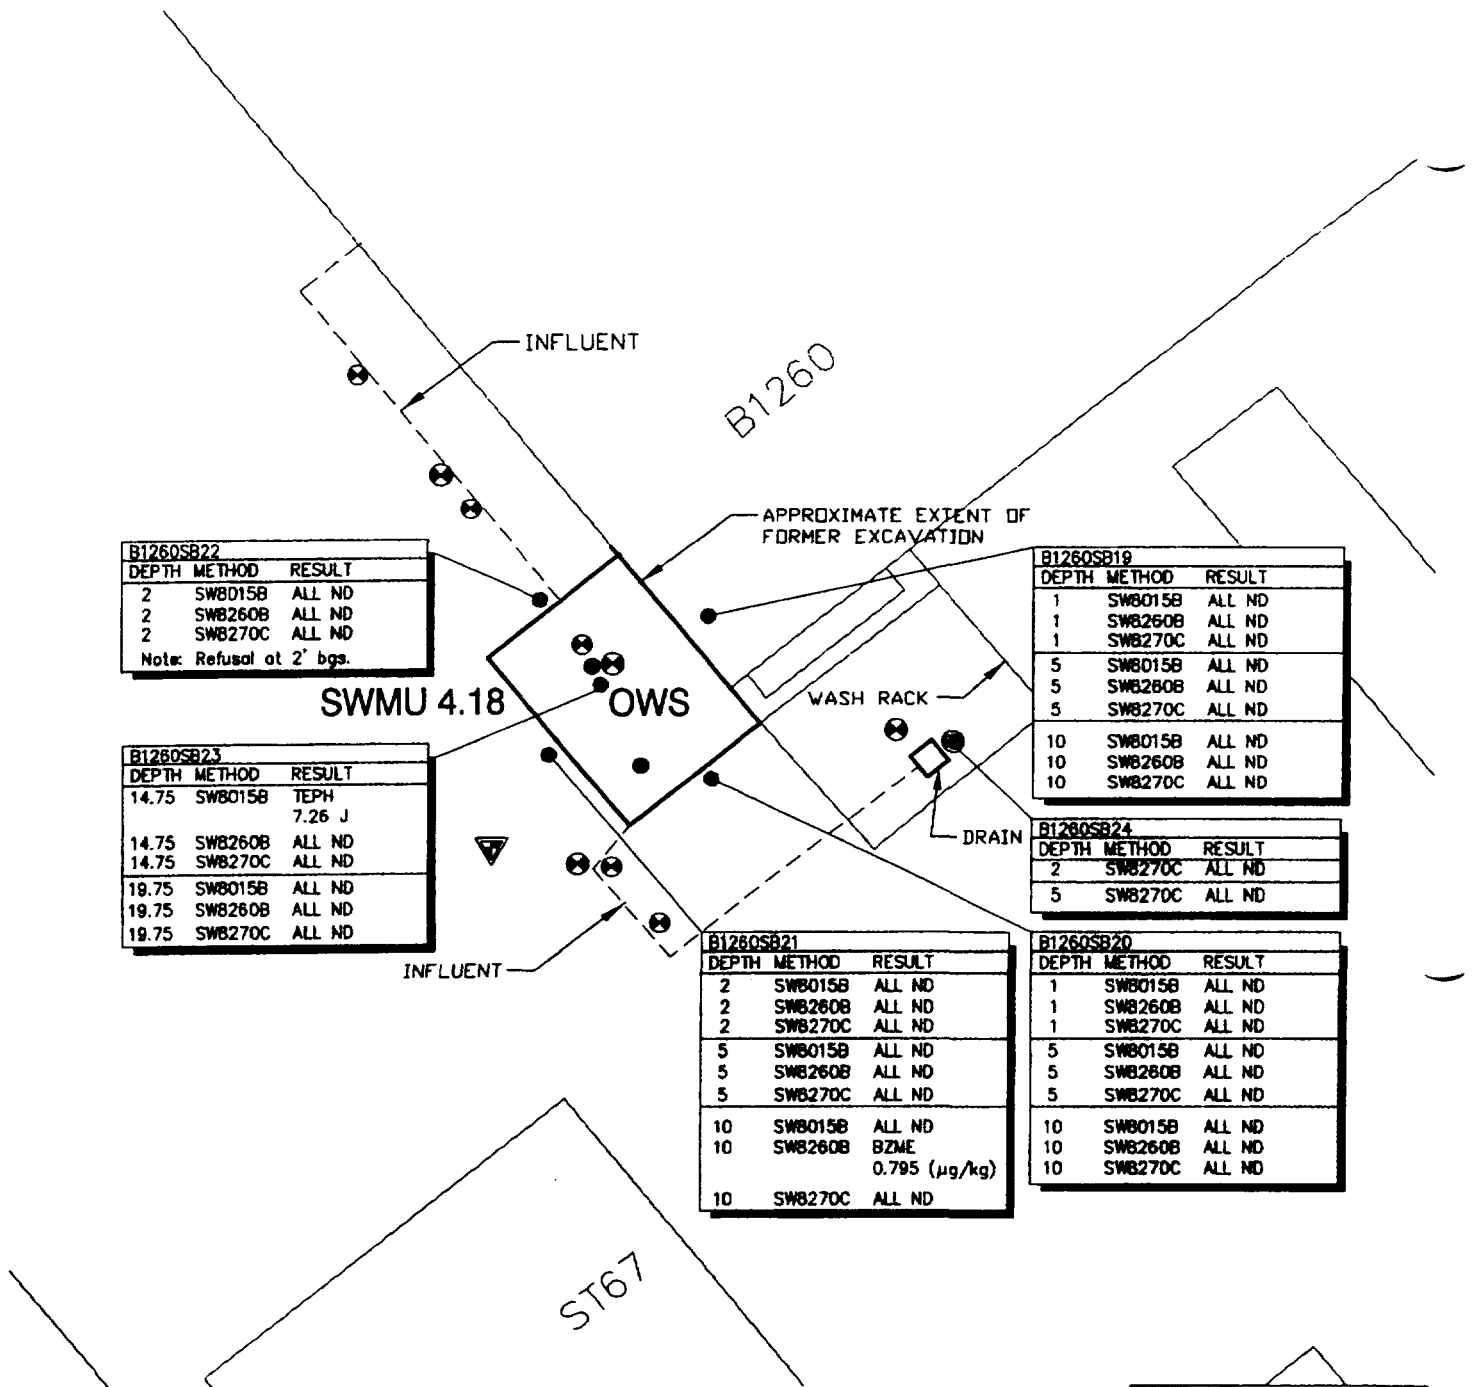 INFLUENT
B1260
APPROXIMATE EXTENT OF
FORMER EXCAVATION
B1260SB22
DEPTH METHOD RESULT
2 SW8015B ALL ND
2 SW8260B ALL ND
2 SW8270C ALL ND
Note: Refusal at 2' bgs.
B1260SB19
DEPTH METHOD RESULT
1 SW8015B ALL ND
1 SW8260B ALL ND
1 SW8270C ALL ND
5 SW8015B ALL ND
5 SW8260B ALL ND
5 SW8270C ALL ND
10 SW8015B ALL ND
10 SW8260B ALL ND
10 SW8270C ALL ND
SWMU 4.18
OWS
WASH RACK
B1260SB23
DEPTH METHOD RESULT
14.75 SW8015B TEPH
7.26 J
14.75 SW8260B ALL ND
14.75 SW8270C ALL ND
19.75 SW8015B ALL ND
19.75 SW8260B ALL ND
19.75 SW8270C ALL ND
DRAIN
B1260SB24
DEPTH METHOD RESULT
2 SW8270C ALL ND
5 SW8270C ALL ND
INFLUENT
B1260SB21
DEPTH METHOD RESULT
2 SW8015B ALL ND
2 SW8260B ALL ND
2 SW8270C ALL ND
5 SW8015B ALL ND
5 SW8260B ALL ND
5 SW8270C ALL ND
10 SW8015B ALL ND
10 SW8260B BZME
0.795 (µg/kg)
10 SW8270C ALL ND
B1260SB20
DEPTH METHOD RESULT
1 SW8015B ALL ND
1 SW8260B ALL ND
1 SW8270C ALL ND
5 SW8015B ALL ND
5 SW8260B ALL ND
5 SW8270C ALL ND
10 SW8015B ALL ND
10 SW8260B ALL ND
10 SW8270C ALL ND
ST67